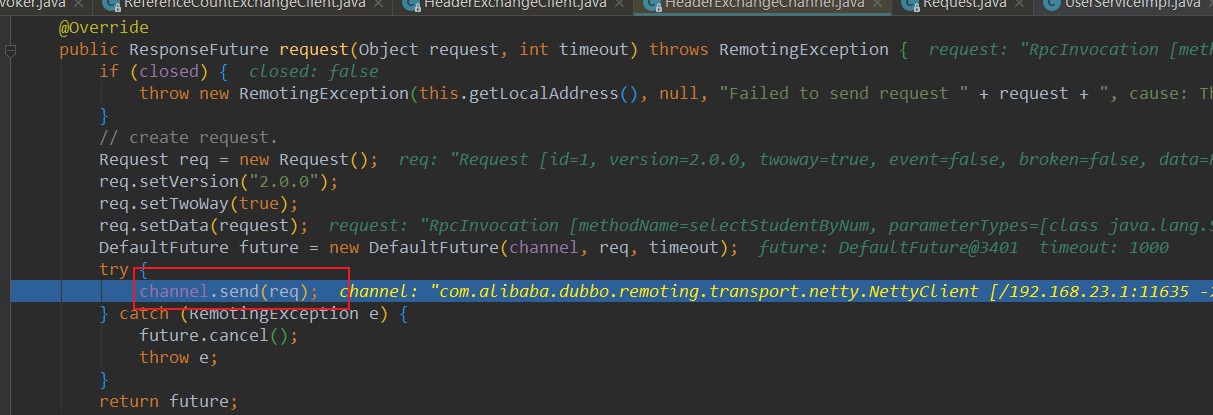 voker.java ReferenceCountExchangeClient.java HeaderExchangeClient.java HeaderExchangeChannel.java Request.java UserServiceImpl.java
@Override
public ResponseFuture request(Object request, int timeout) throws RemotingException { request: "RpcInvocation [meth
if (closed) { closed: false
throw new RemotingException(this.getLocalAddress(), null, "Failed to send request " + request + ", cause: Th
}
// create request.
Request req = new Request(); req: "Request [id=1, version=2.0.0, twoway=true, event=false, broken=false, data=
req.setVersion("2.0.0");
req.setTwoWay(true);
req.setData(request); request: "RpcInvocation [methodName=selectStudentByNum, parameterTypes=[class java.lang.S
DefaultFuture future = new DefaultFuture(channel, req, timeout); future: DefaultFuture@3401 timeout: 1000
try {
channel.send(req); channel: "com.alibaba.dubbo.remoting.transport.netty.NettyClient [/192.168.23.1:11635 -
} catch (RemotingException e) {
future.cancel();
throw e;
}
return future;